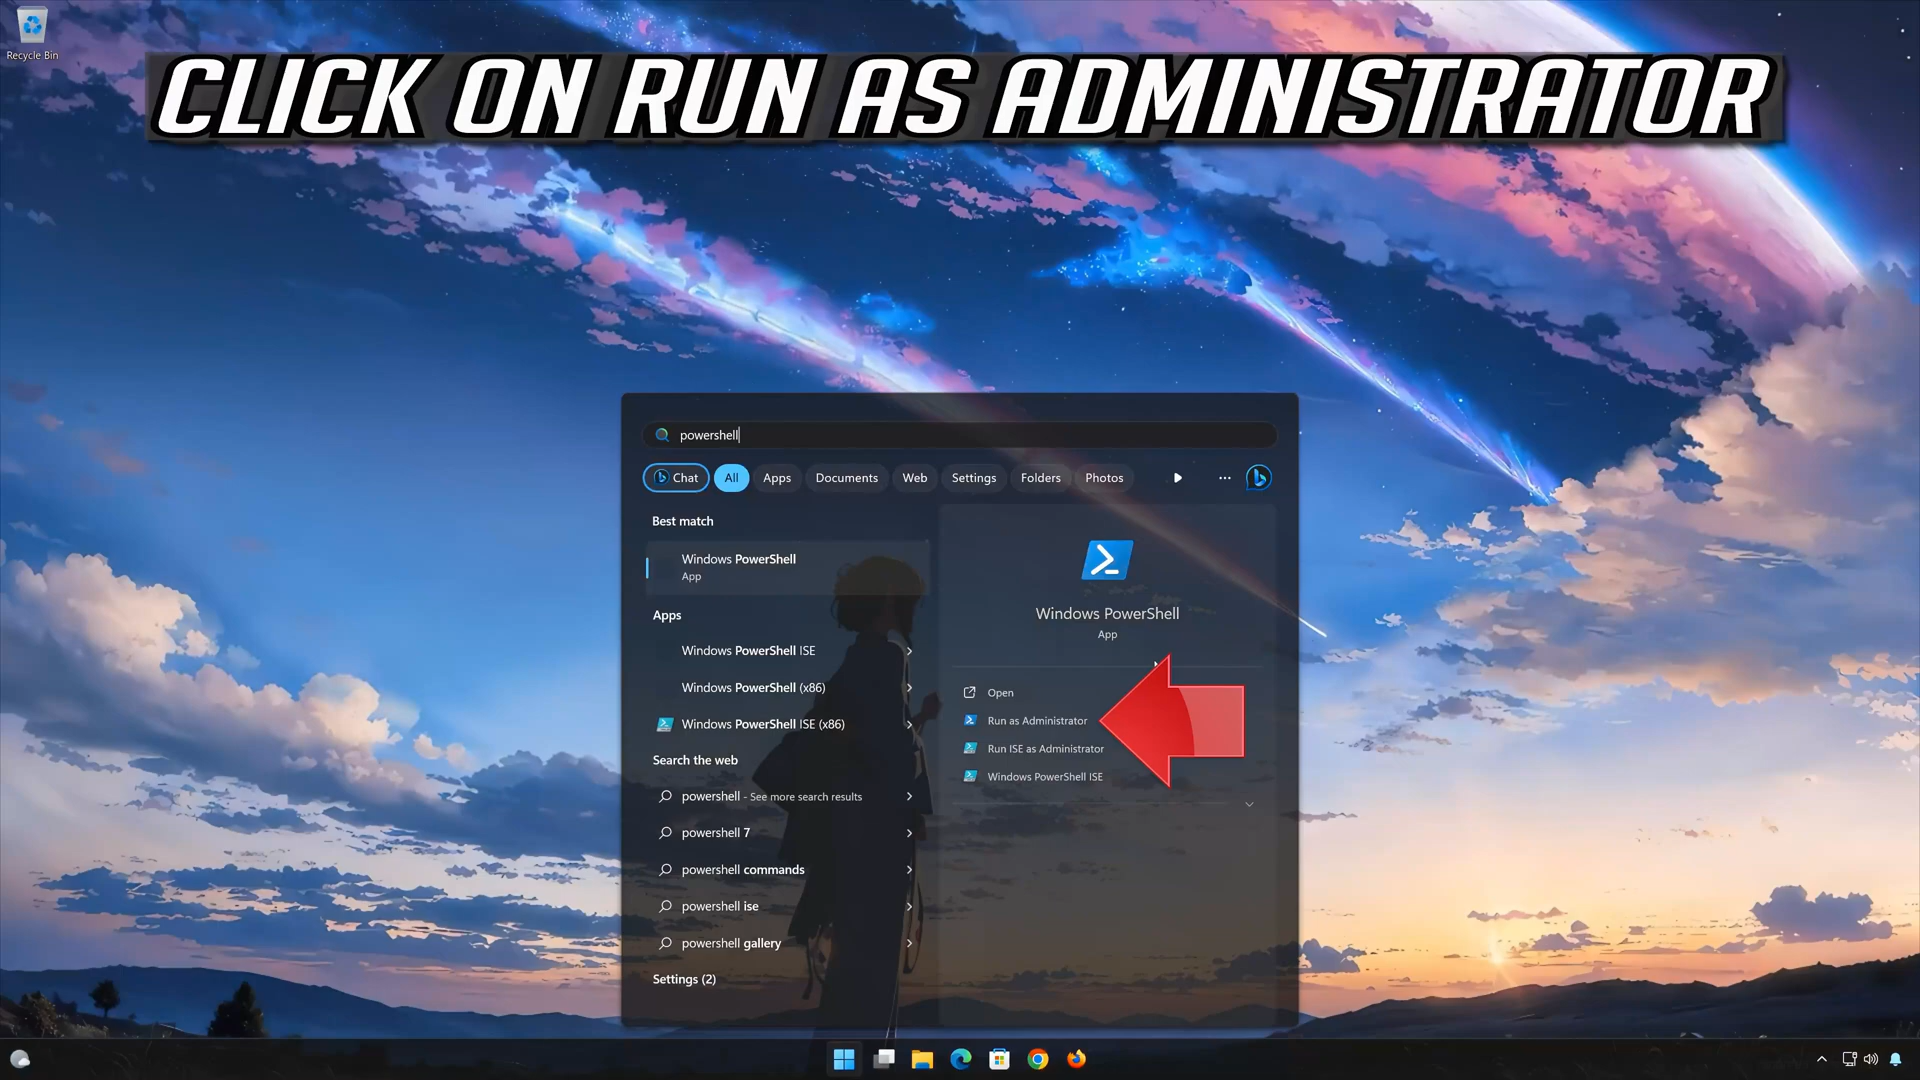 Recycle Bin
CLICK ON RUN AS ADMINISTRATOR
powershell
Chat
All
Apps
Documents
Web
Settings
Folders
Photos
Best match
Windows PowerShell
App
Apps
Windows PowerShell ISE
Windows PowerShell (x86)
Windows PowerShell ISE (x86)
Search the web
powershell - See more search results
powershell 7
powershell commands
powershell ise
powershell gallery
Settings (2)
Windows PowerShell
App
Open
Run as Administrator
Run ISE as Administrator
Windows PowerShell ISE